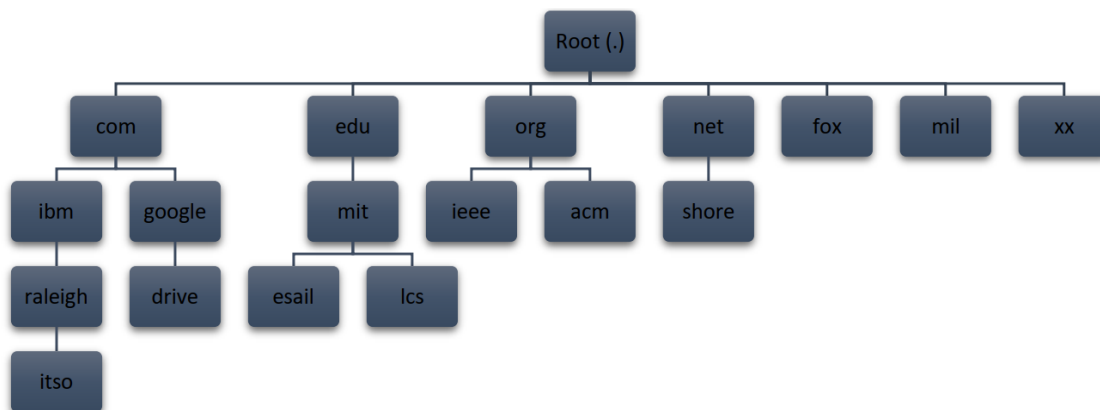 Root (.)
com
edu
org
net
fox
mil
xx
ibm
google
mit
ieee
acm
shore
raleigh
drive
esail
lcs
itso